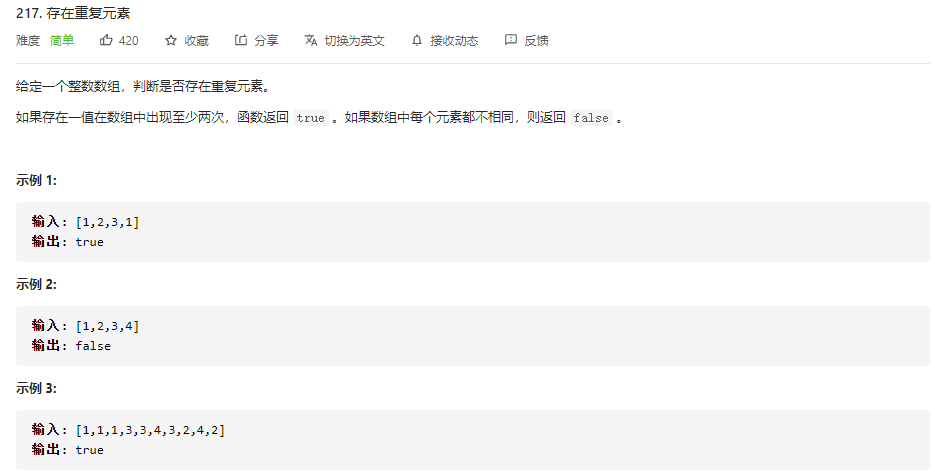 217. 存在重复元素
难度 简单 420 收藏 分享 切换为英文 接收动态 反馈
给定一个整数数组，判断是否存在重复元素。
如果存在一值在数组中出现至少两次，函数返回 true 。如果数组中每个元素都不相同，则返回 false 。
示例 1:
输入: [1,2,3,1]
输出: true
示例 2:
输入: [1,2,3,4]
输出: false
示例 3:
输入: [1,1,1,3,3,4,3,2,4,2]
输出: true